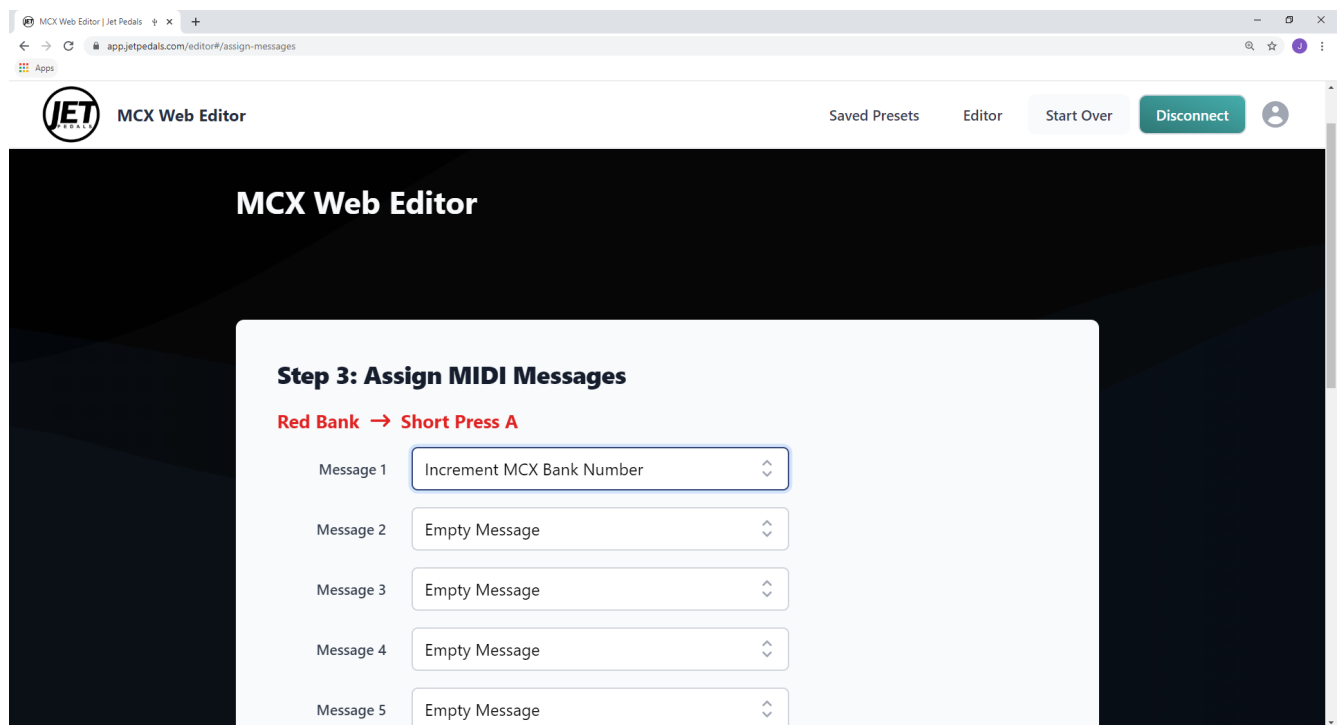 MCX Web Editor | Jet Pedals
app.jetpedals.com/editor#/assign-messages
J
Apps
JET
PEDALS
MCX Web Editor
Saved Presets
Editor
Start Over
Disconnect
MCX Web Editor
Step 3: Assign MIDI Messages
Red Bank → Short Press A
Message 1 Increment MCX Bank Number
Message 2 Empty Message
Message 3 Empty Message
Message 4 Empty Message
Message 5 Empty Message